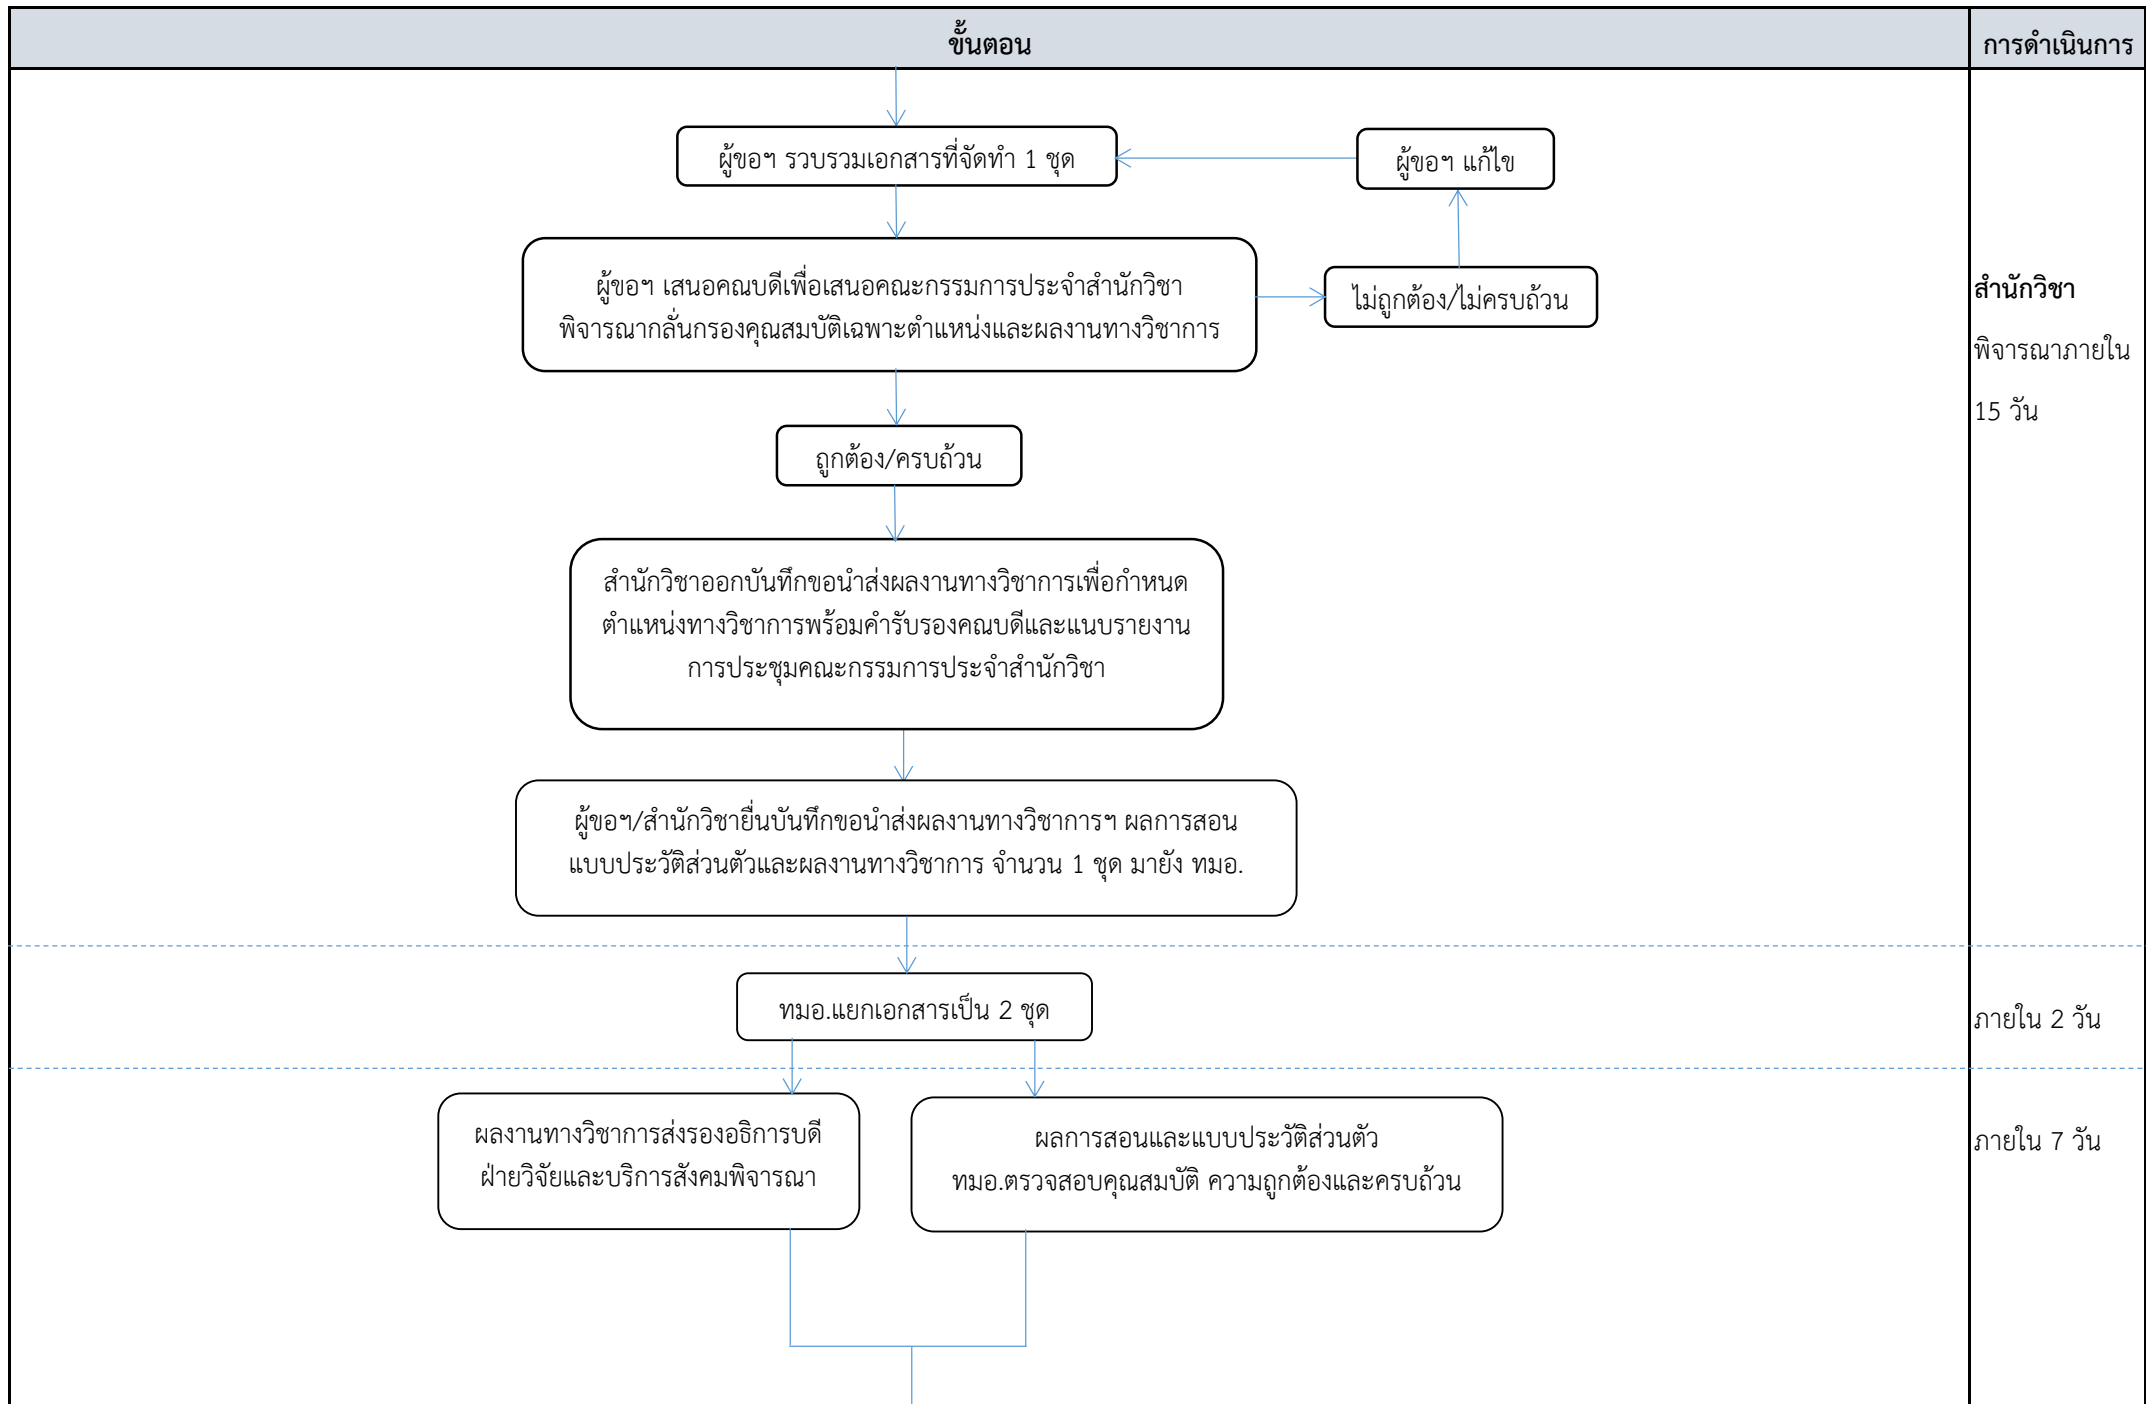 ขั้นตอน
การดำเนินการ
ผู้ขอฯ รวบรวมเอกสารที่จัดทำ 1 ชุด
ผู้ขอฯ แก้ไข
ผู้ขอฯ เสนอคณบดีเพื่อเสนอคณะกรรมการประจำสำนักวิชา
พิจารณากลั่นกรองคุณสมบัติเฉพาะตำแหน่งและผลงานทางวิชาการ
ไม่ถูกต้อง/ไม่ครบถ้วน
สำนักวิชา
พิจารณาภายใน
15 วัน
ถูกต้อง/ครบถ้วน
สำนักวิชาออกบันทึกขอนำส่งผลงานทางวิชาการเพื่อกำหนด
ตำแหน่งทางวิชาการพร้อมคำรับรองคณบดีและแนบรายงาน
การประชุมคณะกรรมการประจำสำนักวิชา
ผู้ขอฯ/สำนักวิชายื่นบันทึกขอนำส่งผลงานทางวิชาการฯ ผลการสอน
แบบประวัติส่วนตัวและผลงานทางวิชาการ จำนวน 1 ชุด มายัง ทมอ.
ทมอ.แยกเอกสารเป็น 2 ชุด
ภายใน 2 วัน
ผลงานทางวิชาการส่งรองอธิการบดี
ฝ่ายวิจัยและบริการสังคมพิจารณา
ผลการสอนและแบบประวัติส่วนตัว
ทมอ.ตรวจสอบคุณสมบัติ ความถูกต้องและครบถ้วน
ภายใน 7 วัน